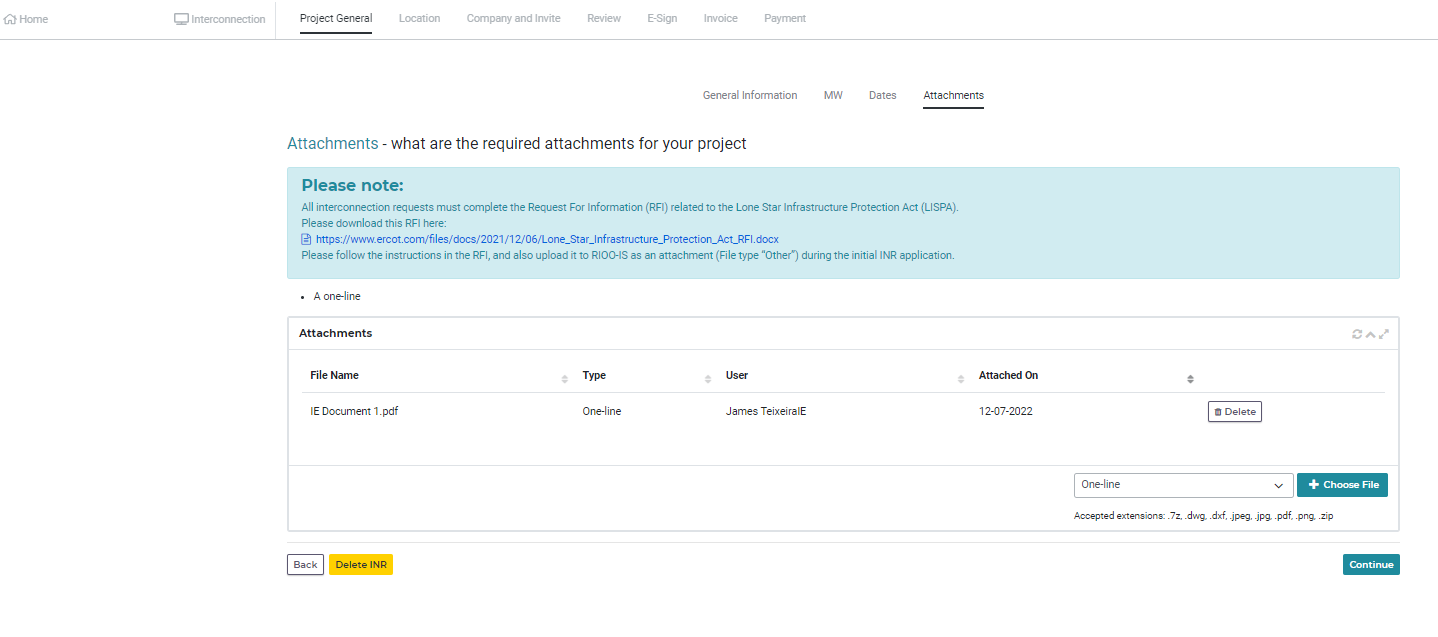 Home
Interconnection
Project General
Location
Company and Invite
Review
E-Sign
Invoice
Payment
General Information
MW
Dates
Attachments
Attachments - what are the required attachments for your project
Please note:
All interconnection requests must complete the Request For Information (RFI) related to the Lone Star Infrastructure Protection Act (LISPA).
Please download this RFI here:
https://www.ercot.com/files/docs/2021/12/06/Lone_Star_Infrastructure_Protection_Act_RFI.docx
Please follow the instructions in the RFI, and also upload it to RIOO-IS as an attachment (File type "Other") during the initial INR application.
• A one-line
Attachments
File Name
Type
User
Attached On
IE Document 1.pdf
One-line
James TeixeiraIE
12-07-2022
Delete
One-line
Choose File
Accepted extensions: .7z, .dwg, .dxf, .jpeg, .jpg, .pdf, .png, .zip
Back
Delete INR
Continue